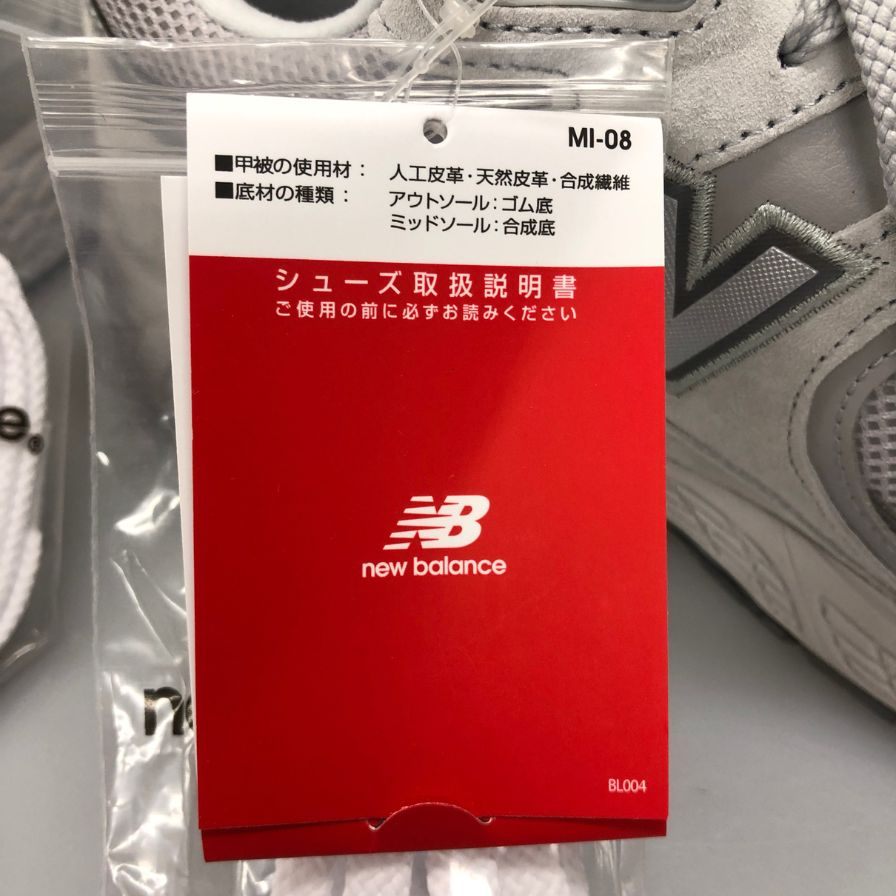 MI-08
■甲被の使用材： 人工皮革・天然皮革・合成繊維
■底材の種類： アウトソール：ゴム底
ミッドソール：合成底
シューズ取扱説明書
ご使用の前に必ずお読みください
NB
new balance
BL004